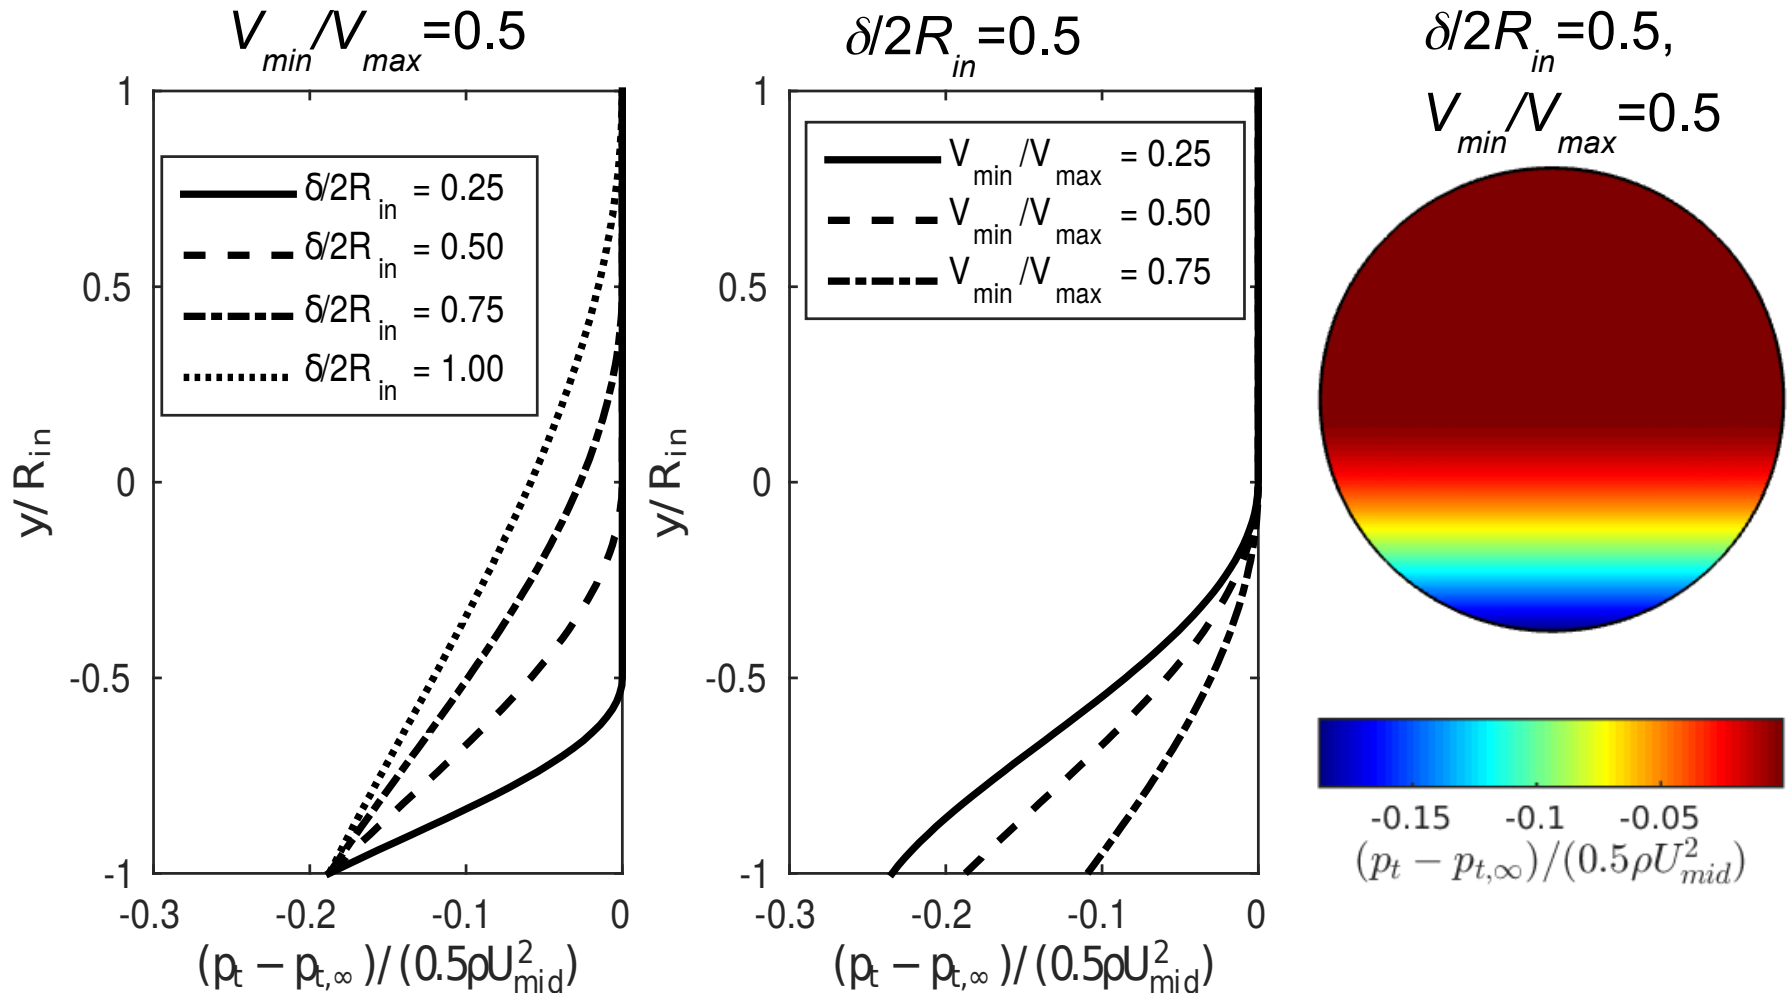 V_min/V_max=0.5
1
0.5
0
-0.5
-1
y/R_in
δ/2R_in = 0.25
δ/2R_in = 0.50
δ/2R_in = 0.75
δ/2R_in = 1.00
-0.3 -0.2 -0.1 0
(p_t − p_t,∞)/(0.5ρU²_mid)
δ/2R_in=0.5
1
0.5
0
-0.5
-1
y/R_in
V_min/V_max = 0.25
V_min/V_max = 0.50
V_min/V_max = 0.75
-0.3 -0.2 -0.1 0
(p_t − p_t,∞)/(0.5ρU²_mid)
δ/2R_in=0.5,
V_min/V_max=0.5
-0.15 -0.1 -0.05
(p_t − p_t,∞)/(0.5ρU²_mid)